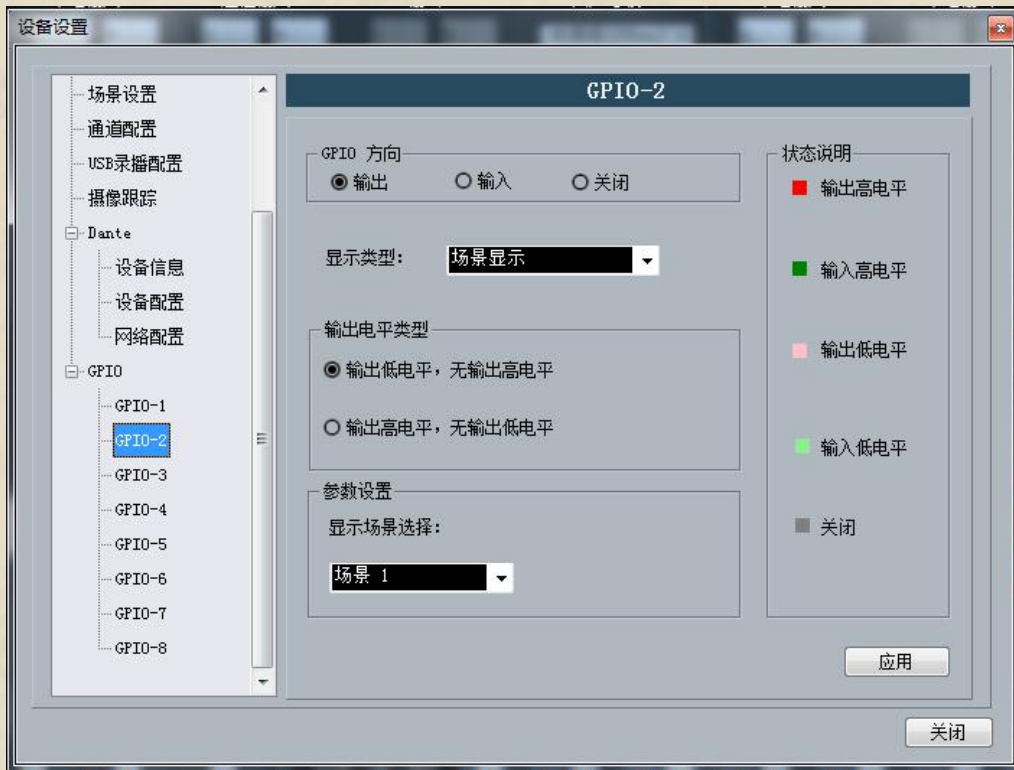 设备设置
场景设置
通道配置
USB录播配置
摄像跟踪
Dante
设备信息
设备配置
网络配置
GPIO
GPIO-1
GPIO-2
GPIO-3
GPIO-4
GPIO-5
GPIO-6
GPIO-7
GPIO-8
GPIO-2
GPIO 方向
输出 输入 关闭
显示类型: 场景显示
输出电平类型
输出低电平，无输出高电平
输出高电平，无输出低电平
参数设置
显示场景选择:
场景 1
状态说明
输出高电平
输入高电平
输出低电平
输入低电平
关闭
应用
关闭